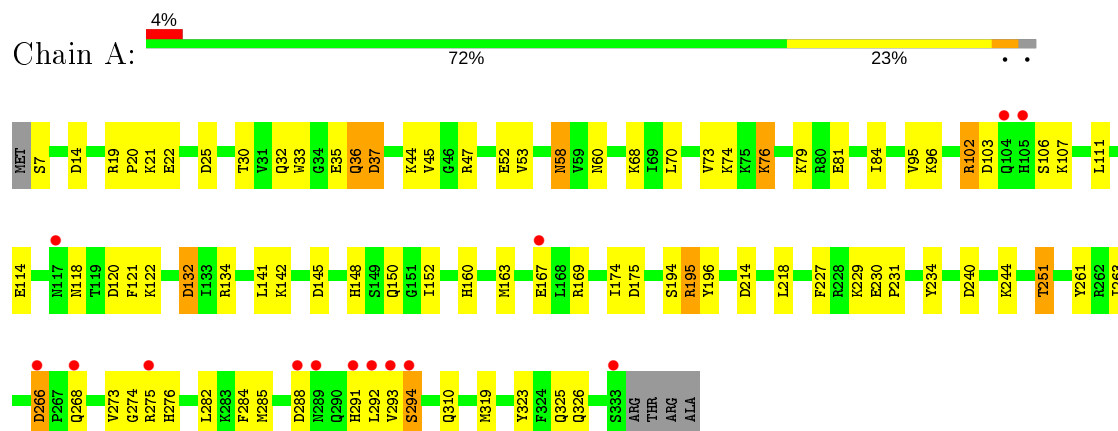 4%
Chain A:
72% 23% • •
MET S7 D14 R19 P20 K21 E22 D25 T30 V31 Q32 W33 G34 E35 Q36 D37 K44 V45 G46 R47 E52 V53 N58 V59 N60 K68 I69 L70 V73 K74 K75 K76 K79 R80 E81 I84 V95 K96 R102 D103 Q104 H105 S106 K107 L111
E114 N117 N118 T119 D120 F121 K122 D132 I133 R134 L141 K142 D145 H148 S149 Q150 G151 I152 H160 M163 E167 L168 R169 I174 D175 S194 R195 Y196 D214 L218 F227 R228 K229 E230 P231 Y234 D240 K244 T251 Y261 R262 I263
D266 P267 Q268 V273 G274 R275 H276 L282 K283 F284 M285 D288 N289 Q290 H291 L292 V293 S294 Q310 M319 Y323 F324 Q325 Q326 S333 ARG THR ARG ALA